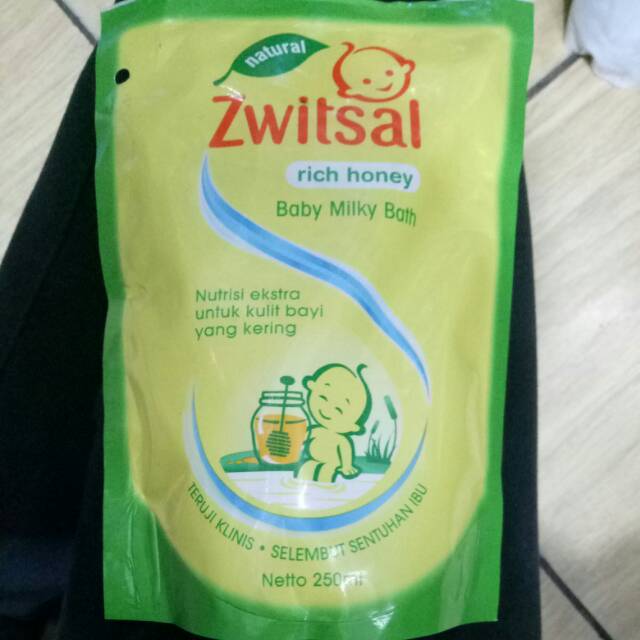 natural
Zwitsal
rich honey
Baby Milky Bath
Nutrisi ekstra
untuk kulit bayi
yang kering
TERUJI KLINIS • SELEMBUT SENTUHAN IBU
Netto 250ml